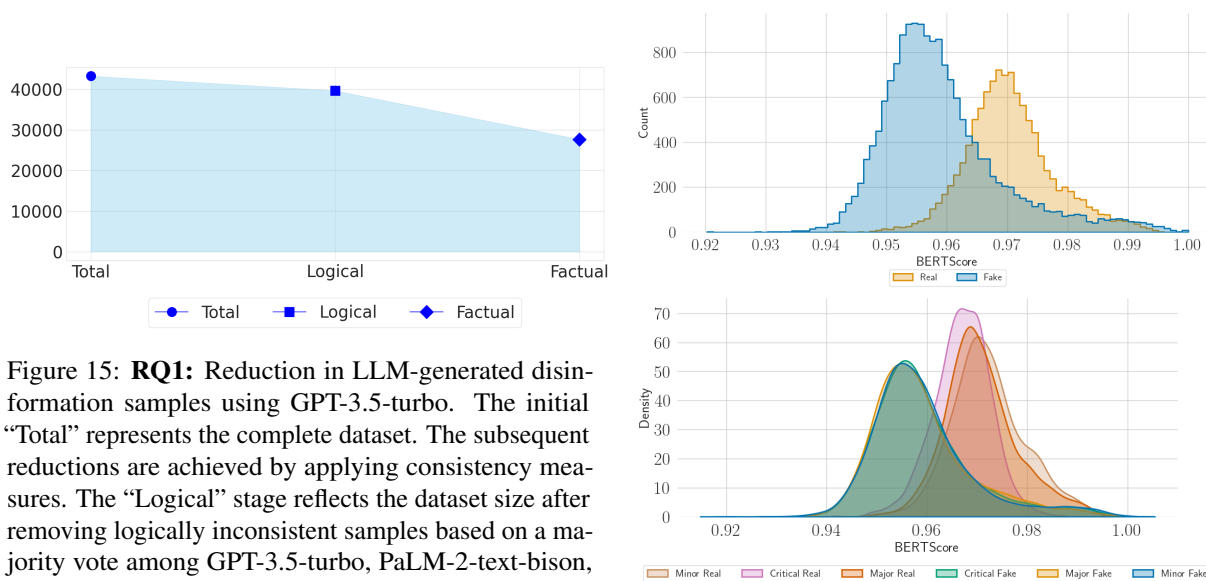 40000
30000
20000
10000
0
Total Logical Factual
Total Logical Factual
Figure 15: RQ1: Reduction in LLM-generated disin-
formation samples using GPT-3.5-turbo. The initial
“Total” represents the complete dataset. The subsequent
reductions are achieved by applying consistency mea-
sures. The “Logical” stage reflects the dataset size after
removing logically inconsistent samples based on a ma-
jority vote among GPT-3.5-turbo, PaLM-2-text-bison,
Count
800
600
400
200
0
0.92 0.93 0.94 0.95 0.96 0.97 0.98 0.99 1.00
BERTScore
Real Fake
Density
70
60
50
40
30
20
10
0
0.92 0.94 0.96 0.98 1.00
BERTScore
Minor Real Critical Real Major Real Critical Fake Major Fake Minor Fake